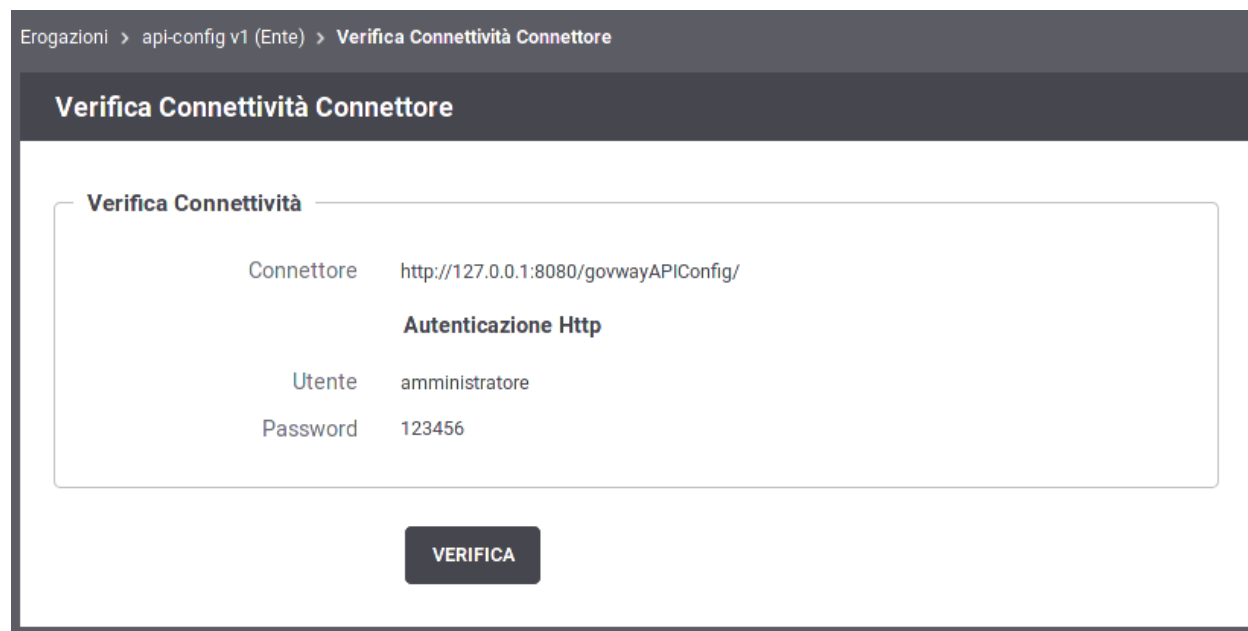 Erogazioni > api-config v1 (Ente) > Verifica Connettività Connettore
Verifica Connettività Connettore
Verifica Connettività
Connettore http://127.0.0.1:8080/govwayAPIConfig/
Autenticazione Http
Utente amministratore
Password 123456
VERIFICA